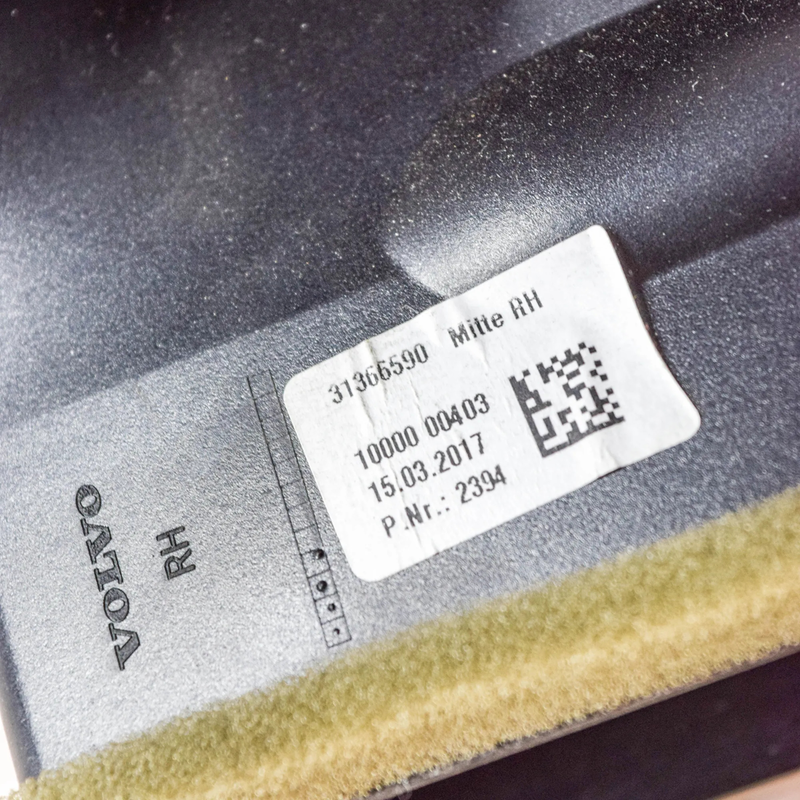 31366590 Mitte RH
10000 00403
15.03.2017
P.Nr.: 2394
VOLVO
RH